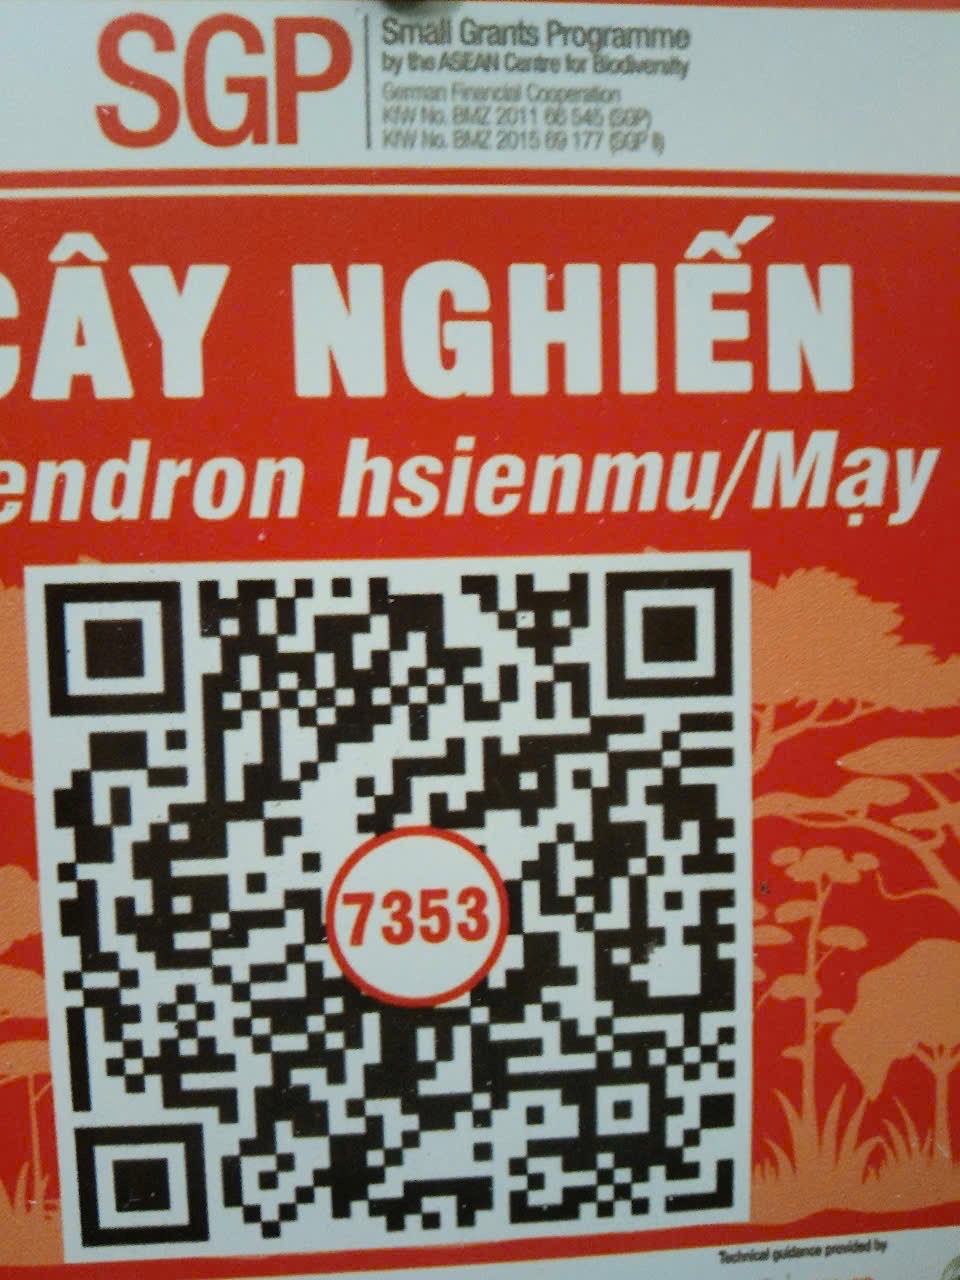 SGP
Small Grants Programme
by the ASEAN Centre for Biodiversity
German Financial Cooperation
KfW No. BMZ 2011 66 545 (SGP)
KfW No. BMZ 2015 69 177 (SGP II)
CÂY NGHIẾN
endron hsienmu/Mạy
7353
Technical guidance provided by